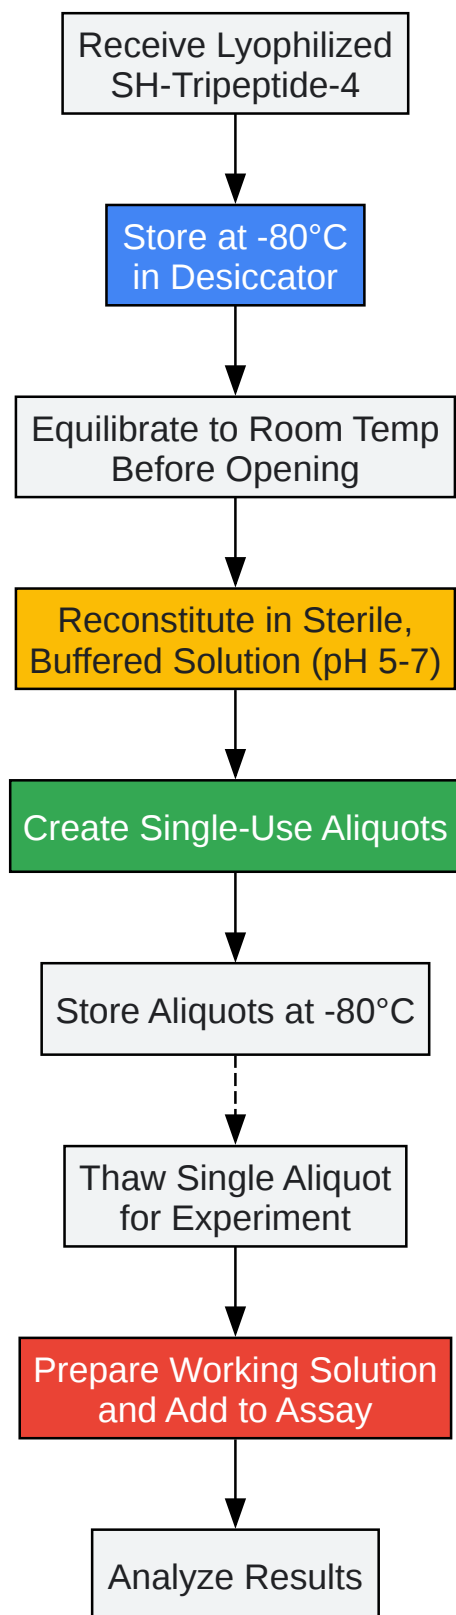 Receive Lyophilized
SH-Tripeptide-4
Store at -80°C
in Desiccator
Equilibrate to Room Temp
Before Opening
Reconstitute in Sterile,
Buffered Solution (pH 5-7)
Create Single-Use Aliquots
Store Aliquots at -80°C
Thaw Single Aliquot
for Experiment
Prepare Working Solution
and Add to Assay
Analyze Results